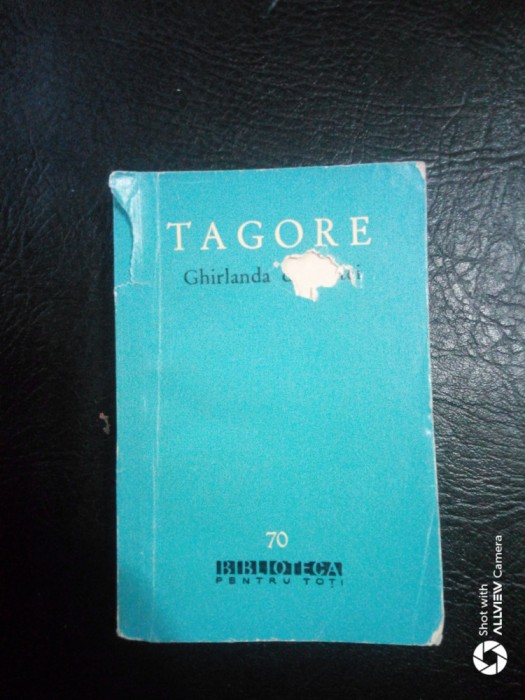 TAGORE
Ghirlanda
70
BIBLIOTECA
PENTRU TOȚI
Shot with
ALLVIEW Camera